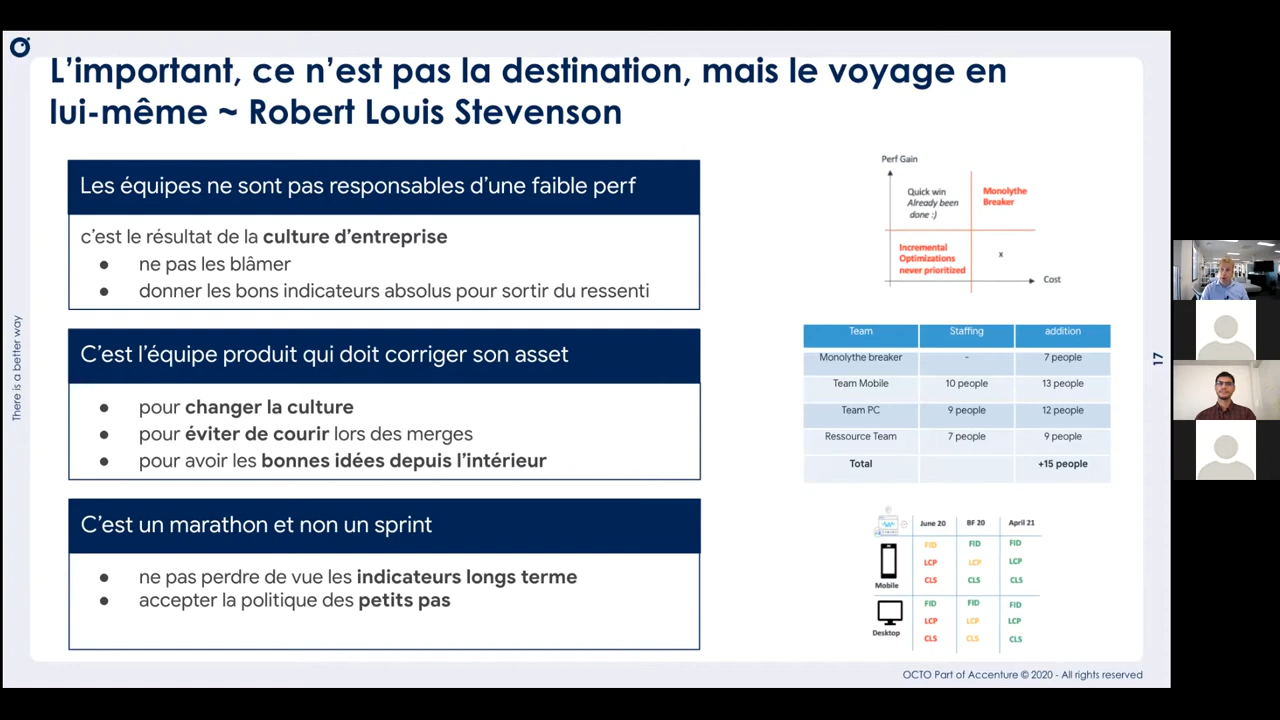 L'important, ce n'est pas la destination, mais le voyage en
lui-même ~ Robert Louis Stevenson
Les équipes ne sont pas responsables d'une faible perf
c'est le résultat de la culture d'entreprise
● ne pas les blâmer
● donner les bons indicateurs absolus pour sortir du ressenti
C'est l'équipe produit qui doit corriger son asset
● pour changer la culture
● pour éviter de courir lors des merges
● pour avoir les bonnes idées depuis l'intérieur
C'est un marathon et non un sprint
● ne pas perdre de vue les indicateurs longs terme
● accepter la politique des petits pas
Perf Gain
Quick win
Already been
done :)
Monolythe
Breaker
Incremental
Optimizations
never prioritized
x
Cost
Team Staffing addition
Monolythe breaker - 7 people
Team Mobile 10 people 13 people
Team PC 9 people 12 people
Ressource Team 7 people 9 people
Total +15 people
June 20 BF 20 April 21
FID FID FID
LCP LCP LCP
CLS CLS CLS
Mobile
FID FID FID
LCP LCP LCP
CLS CLS CLS
Desktop
There is a better way
17
OCTO Part of Accenture © 2020 - All rights reserved